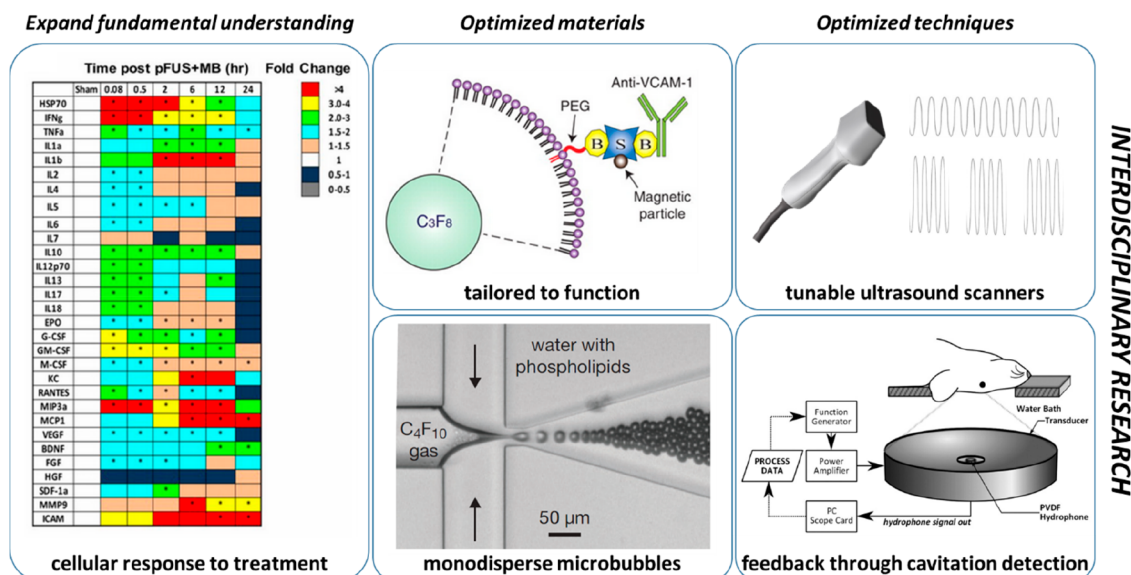 Expand fundamental understanding
Optimized materials
Optimized techniques
Time post pFUS+MB (hr) Fold Change
Sham 0.08 0.5 2 6 12 24
HSP70
IFNg
TNFa
IL1a
IL1b
IL2
IL4
IL5
IL6
IL7
IL10
IL12p70
IL13
IL17
IL18
EPO
G-CSF
GM-CSF
M-CSF
KC
RANTES
MIP3a
MCP1
VEGF
BDNF
FGF
HGF
SDF-1a
MMP9
ICAM
>4
3.0-4
2.0-3
1.5-2
1-1.5
1
0.5-1
0-0.5
cellular response to treatment
Anti-VCAM-1
PEG
B S B
Magnetic
particle
C3F8
tailored to function
water with
phospholipids
C4F10
gas
50 µm
monodisperse microbubbles
tunable ultrasound scanners
Water Bath
Transducer
Function
Generator
Power
Amplifier
PROCESS
DATA
PC
Scope Card
hydrophone signal out
PVDF
Hydrophone
feedback through cavitation detection
INTERDISCIPLINARY RESEARCH